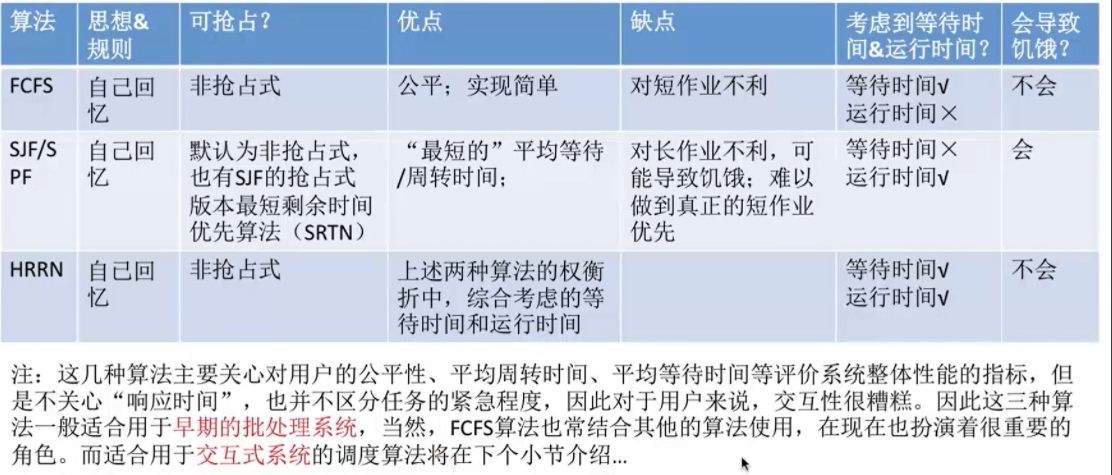 算法
思想&
规则
可抢占？
优点
缺点
考虑到等待时
间&运行时间？
会导致
饥饿？
FCFS
自己回
忆
非抢占式
公平；实现简单
对短作业不利
等待时间√
运行时间×
不会
SJF/S
PF
自己回
忆
默认为非抢占式，
也有SJF的抢占式
版本最短剩余时间
优先算法（SRTN）
“最短的”平均等待
/周转时间；
对长作业不利，可
能导致饥饿；难以
做到真正的短作业
优先
等待时间×
运行时间√
会
HRRN
自己回
忆
非抢占式
上述两种算法的权衡
折中，综合考虑的等
待时间和运行时间
等待时间√
运行时间√
不会
注：这几种算法主要关心对用户的公平性、平均周转时间、平均等待时间等评价系统整体性能的指标，但
是不关心“响应时间”，也并不区分任务的紧急程度，因此对于用户来说，交互性很糟糕。因此这三种算
法一般适合用于早期的批处理系统，当然，FCFS算法也常结合其他的算法使用，在现在也扮演着很重要的
角色。而适合用于交互式系统的调度算法将在下个小节介绍...